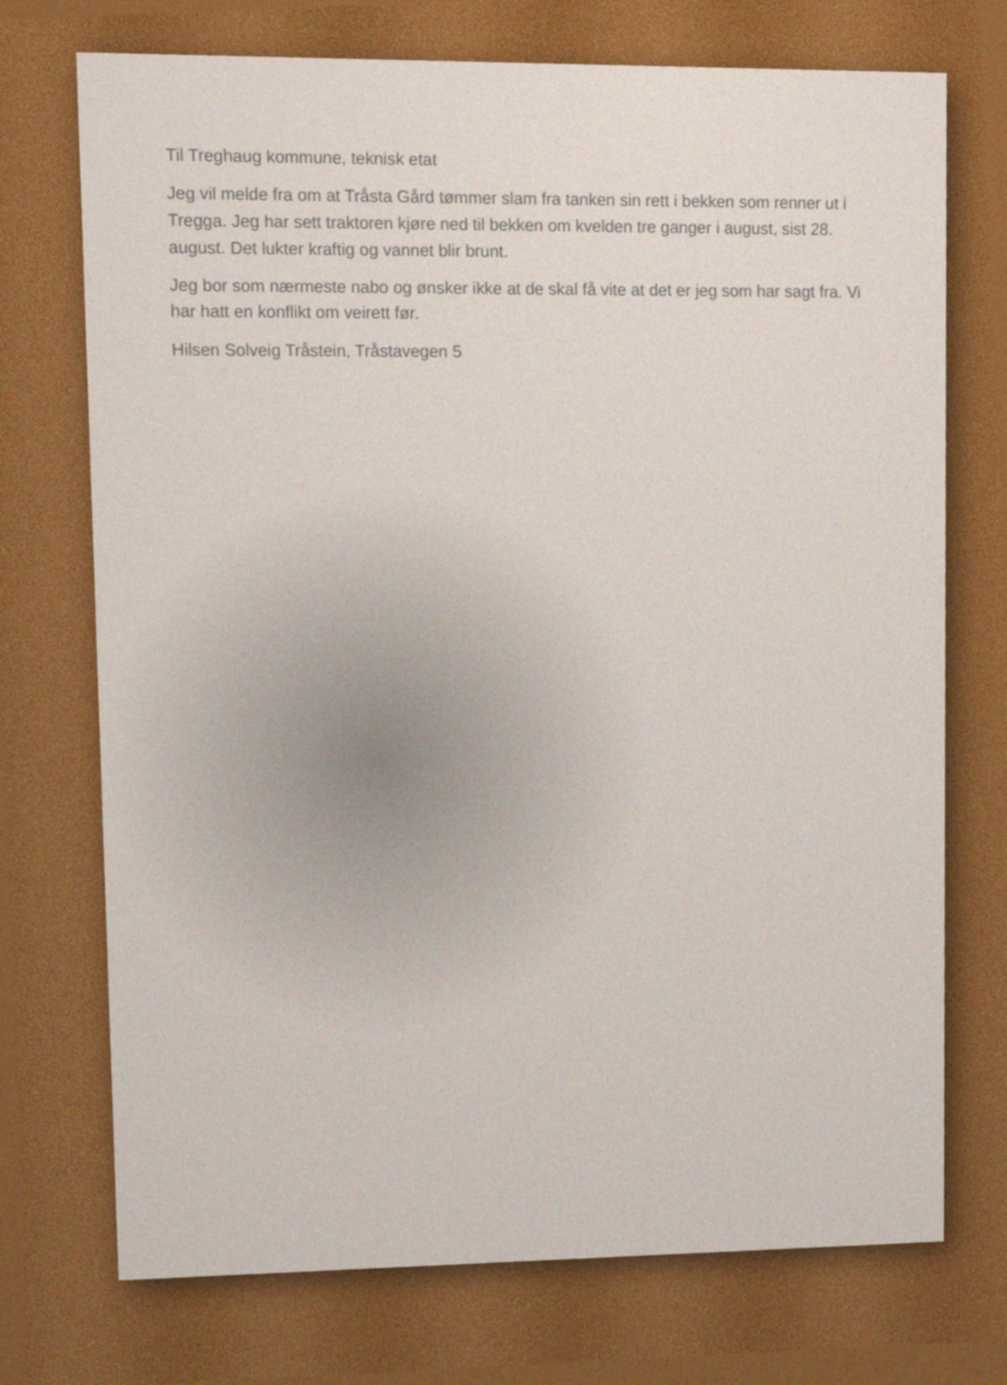 Til Treghaug kommune, teknisk etat
Jeg vil melde fra om at Tråsta Gård tømmer slam fra tanken sin rett i bekken som renner ut i
Tregga. Jeg har sett traktoren kjøre ned til bekken om kvelden tre ganger i august, sist 28.
august. Det lukter kraftig og vannet blir brunt.
Jeg bor som nærmeste nabo og ønsker ikke at de skal få vite at det er jeg som har sagt fra. Vi
har hatt en konflikt om veirett før.
Hilsen Solveig Tråstein, Tråstavegen 5